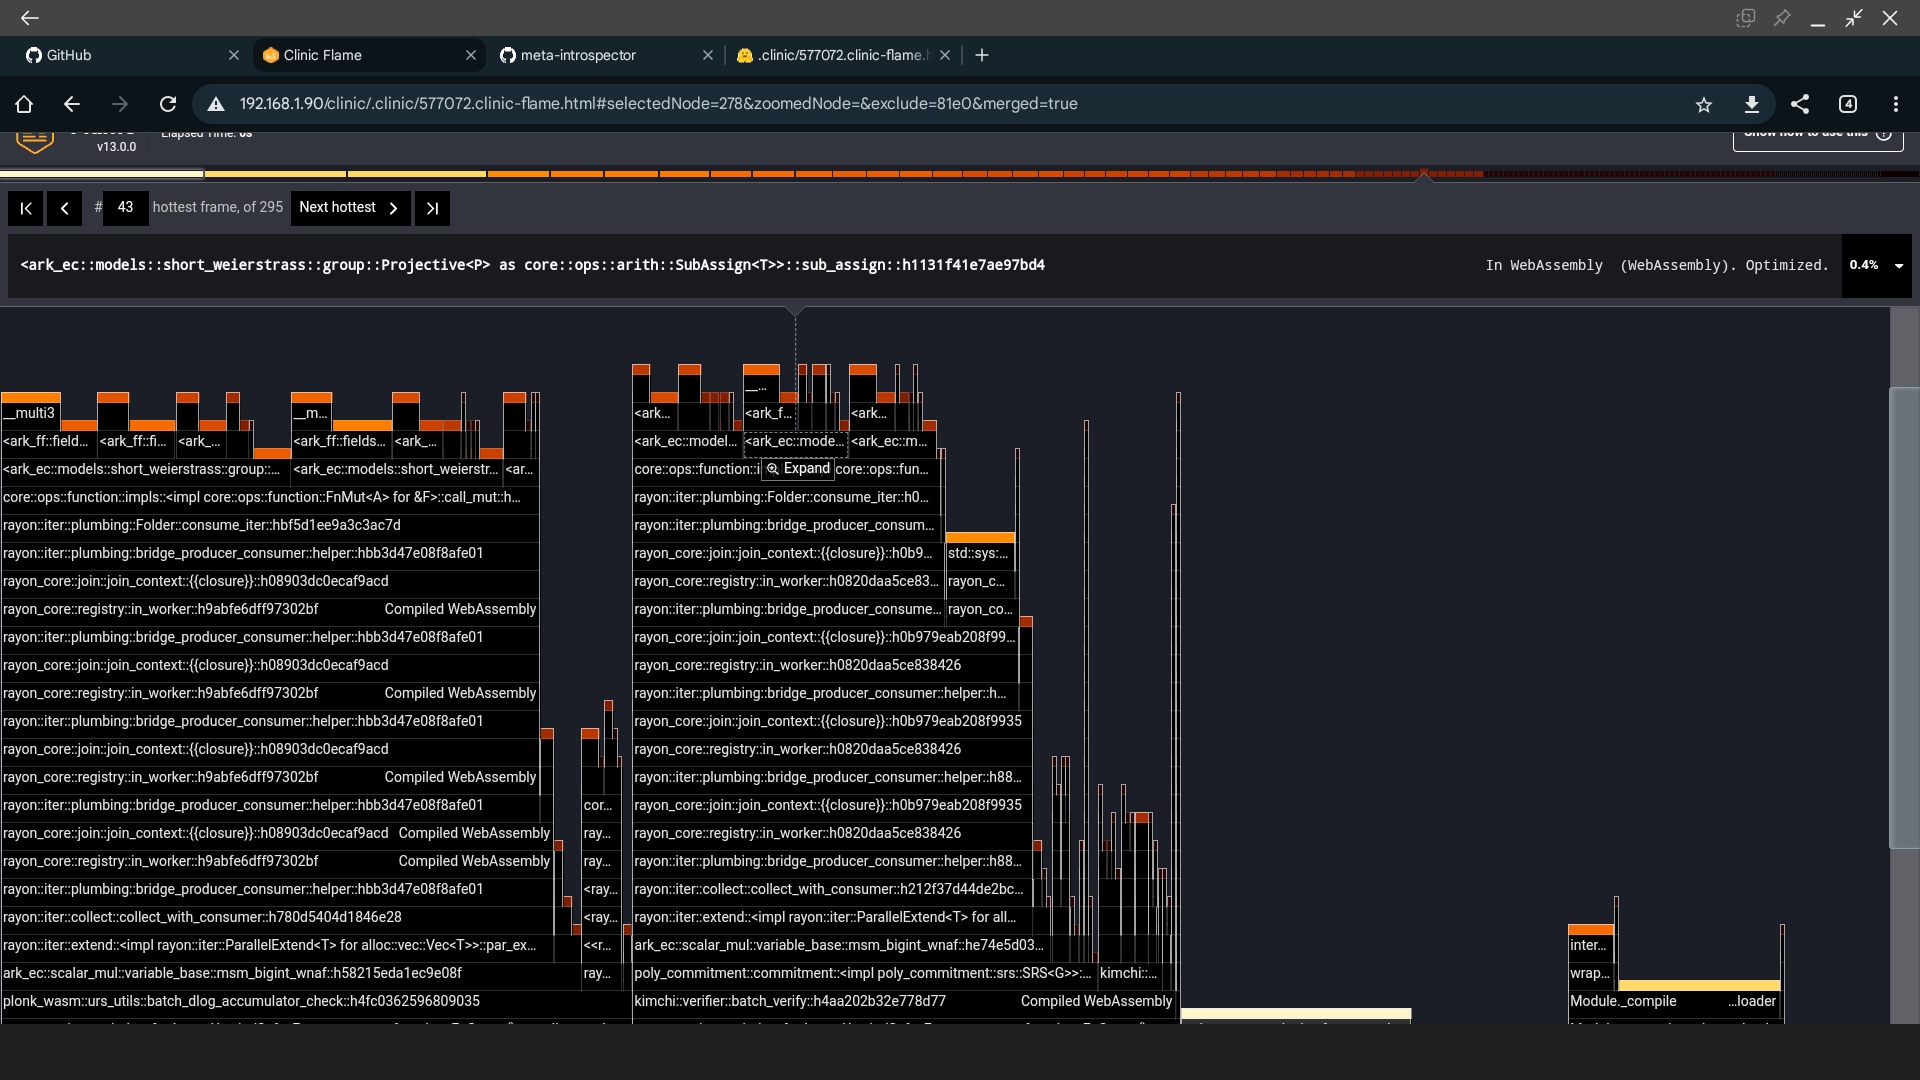 GitHub
Clinic Flame
meta-introspector
.clinic/577072.clinic-flame.
192.168.1.90/clinic/.clinic/577072.clinic-flame.html#selectedNode=278&zoomedNode=&exclude=81e0&merged=true
4
Elapsed Time: 0s
v13.0.0
Show how to use this
# 43 hottest frame, of 295 Next hottest
<ark_ec::models::short_weierstrass::group::Projective<P> as core::ops::arith::SubAssign<T>>::sub_assign::h1131f41e7ae97bd4
In WebAssembly (WebAssembly). Optimized. 0.4%
__...
__multi3 __m... <ark... <ark_f... <ark...
<ark_ff::field... <ark_ff::fi... <ark_... <ark_ff::fields... <ark_... <ark_ec::model... <ark_ec::mode... <ark_ec::m...
<ark_ec::models::short_weierstrass::group::... <ark_ec::models::short_weierstr... <ar... core::ops::function::i Expand core::ops::fun...
core::ops::function::impls::<impl core::ops::function::FnMut<A> for &F>::call_mut::h... rayon::iter::plumbing::Folder::consume_iter::h0...
rayon::iter::plumbing::Folder::consume_iter::hbf5d1ee9a3c3ac7d rayon::iter::plumbing::bridge_producer_consum...
rayon::iter::plumbing::bridge_producer_consumer::helper::hbb3d47e08f8afe01 rayon_core::join::join_context::{{closure}}::h0b9... std::sys:...
rayon_core::join::join_context::{{closure}}::h08903dc0ecaf9acd rayon_core::registry::in_worker::h0820daa5ce83... rayon_c...
rayon_core::registry::in_worker::h9abfe6dff97302bf Compiled WebAssembly rayon::iter::plumbing::bridge_producer_consume... rayon_co...
rayon::iter::plumbing::bridge_producer_consumer::helper::hbb3d47e08f8afe01 rayon_core::join::join_context::{{closure}}::h0b979eab208f99...
rayon_core::join::join_context::{{closure}}::h08903dc0ecaf9acd rayon_core::registry::in_worker::h0820daa5ce838426
rayon_core::registry::in_worker::h9abfe6dff97302bf Compiled WebAssembly rayon::iter::plumbing::bridge_producer_consumer::helper::h...
rayon::iter::plumbing::bridge_producer_consumer::helper::hbb3d47e08f8afe01 rayon_core::join::join_context::{{closure}}::h0b979eab208f9935
rayon_core::join::join_context::{{closure}}::h08903dc0ecaf9acd rayon_core::registry::in_worker::h0820daa5ce838426
rayon_core::registry::in_worker::h9abfe6dff97302bf Compiled WebAssembly rayon::iter::plumbing::bridge_producer_consumer::helper::h88...
rayon::iter::plumbing::bridge_producer_consumer::helper::hbb3d47e08f8afe01 cor... rayon_core::join::join_context::{{closure}}::h0b979eab208f9935
rayon_core::join::join_context::{{closure}}::h08903dc0ecaf9acd Compiled WebAssembly ray... rayon_core::registry::in_worker::h0820daa5ce838426
rayon_core::registry::in_worker::h9abfe6dff97302bf Compiled WebAssembly ray... rayon::iter::plumbing::bridge_producer_consumer::helper::h88...
rayon::iter::plumbing::bridge_producer_consumer::helper::hbb3d47e08f8afe01 <ray... rayon::iter::collect::collect_with_consumer::h212f37d44de2bc...
rayon::iter::collect::collect_with_consumer::h780d5404d1846e28 <ray... rayon::iter::extend::<impl rayon::iter::ParallelExtend<T> for all...
rayon::iter::extend::<impl rayon::iter::ParallelExtend<T> for alloc::vec::Vec<T>>::par_ex... <<r... ark_ec::scalar_mul::variable_base::msm_bigint_wnaf::he74e5d03... inter...
ark_ec::scalar_mul::variable_base::msm_bigint_wnaf::h58215eda1ec9e08f ray... poly_commitment::commitment::<impl poly_commitment::srs::SRS<G>>:... kimchi::... wrap...
plonk_wasm::urs_utils::batch_dlog_accumulator_check::h4fc0362596809035 kimchi::verifier::batch_verify::h4aa202b32e778d77 Compiled WebAssembly Module._compile ...loader